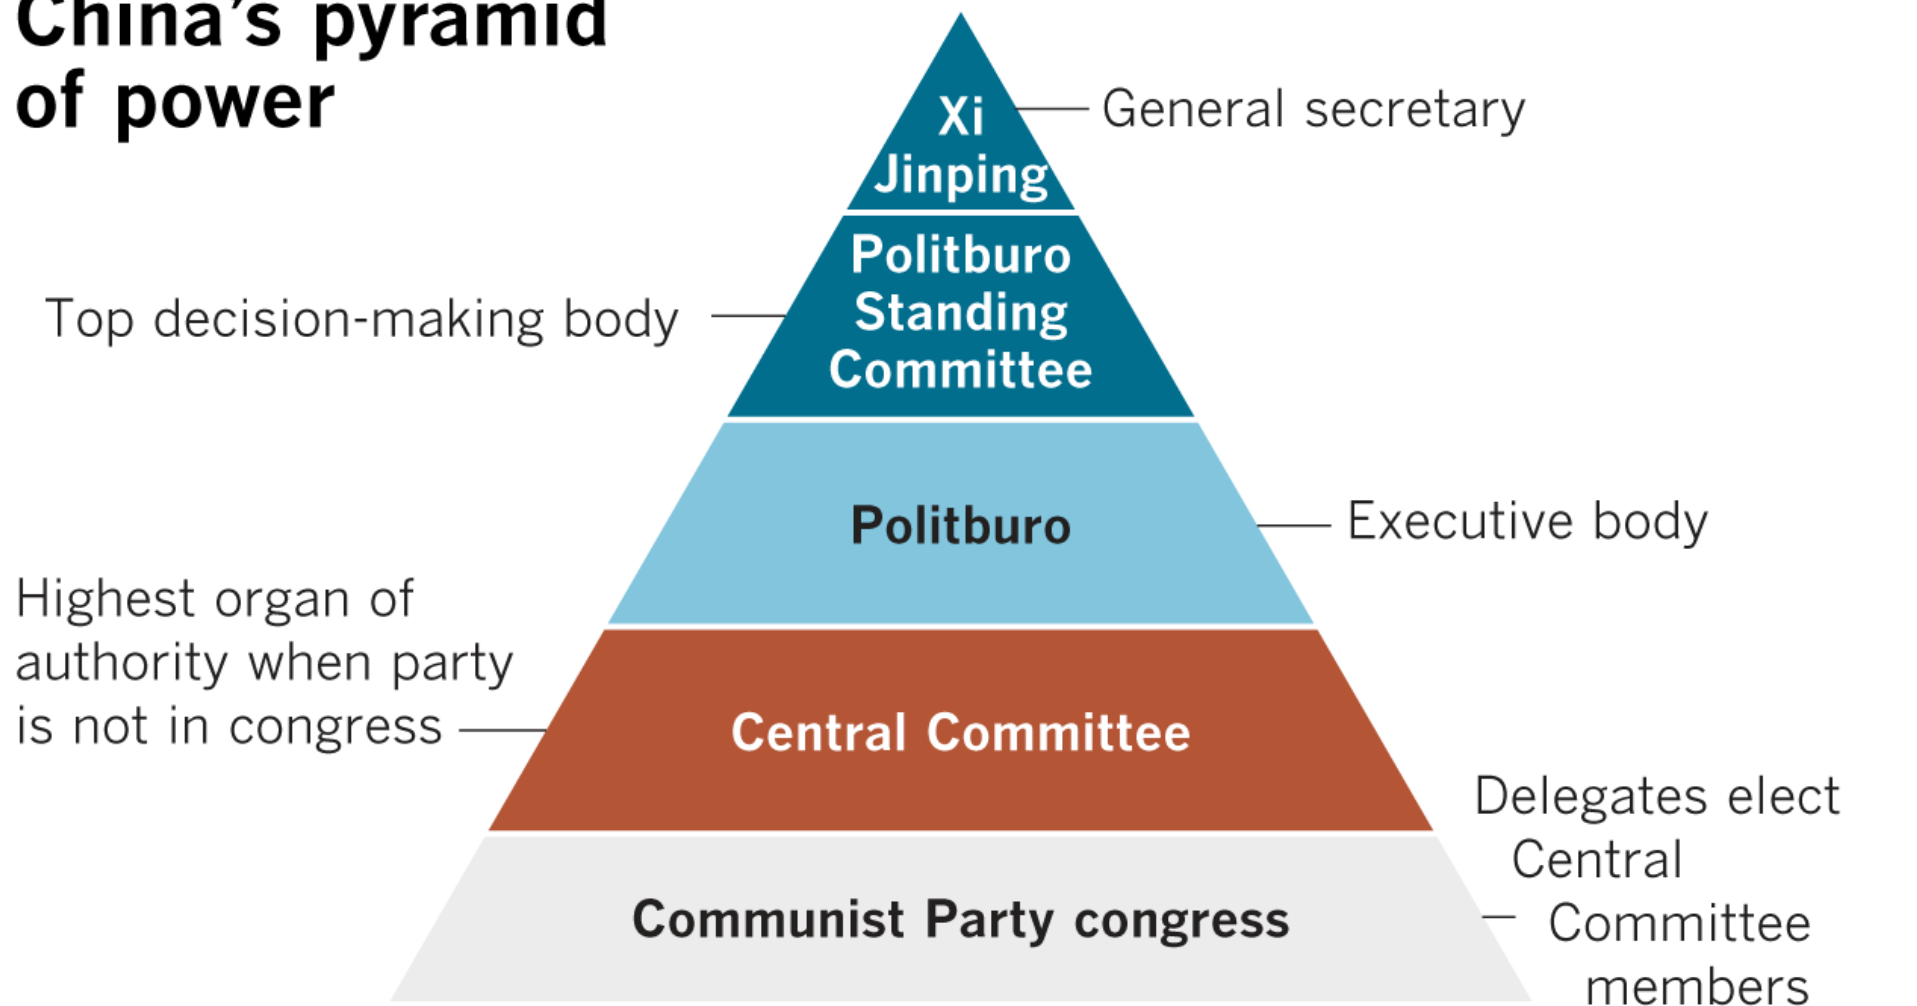 China's pyramid
of power
Xi
Jinping
General secretary
Politburo
Standing
Committee
Top decision-making body
Politburo
Executive body
Highest organ of
authority when party
is not in congress
Central Committee
Delegates elect
Central
Committee
members
Communist Party congress